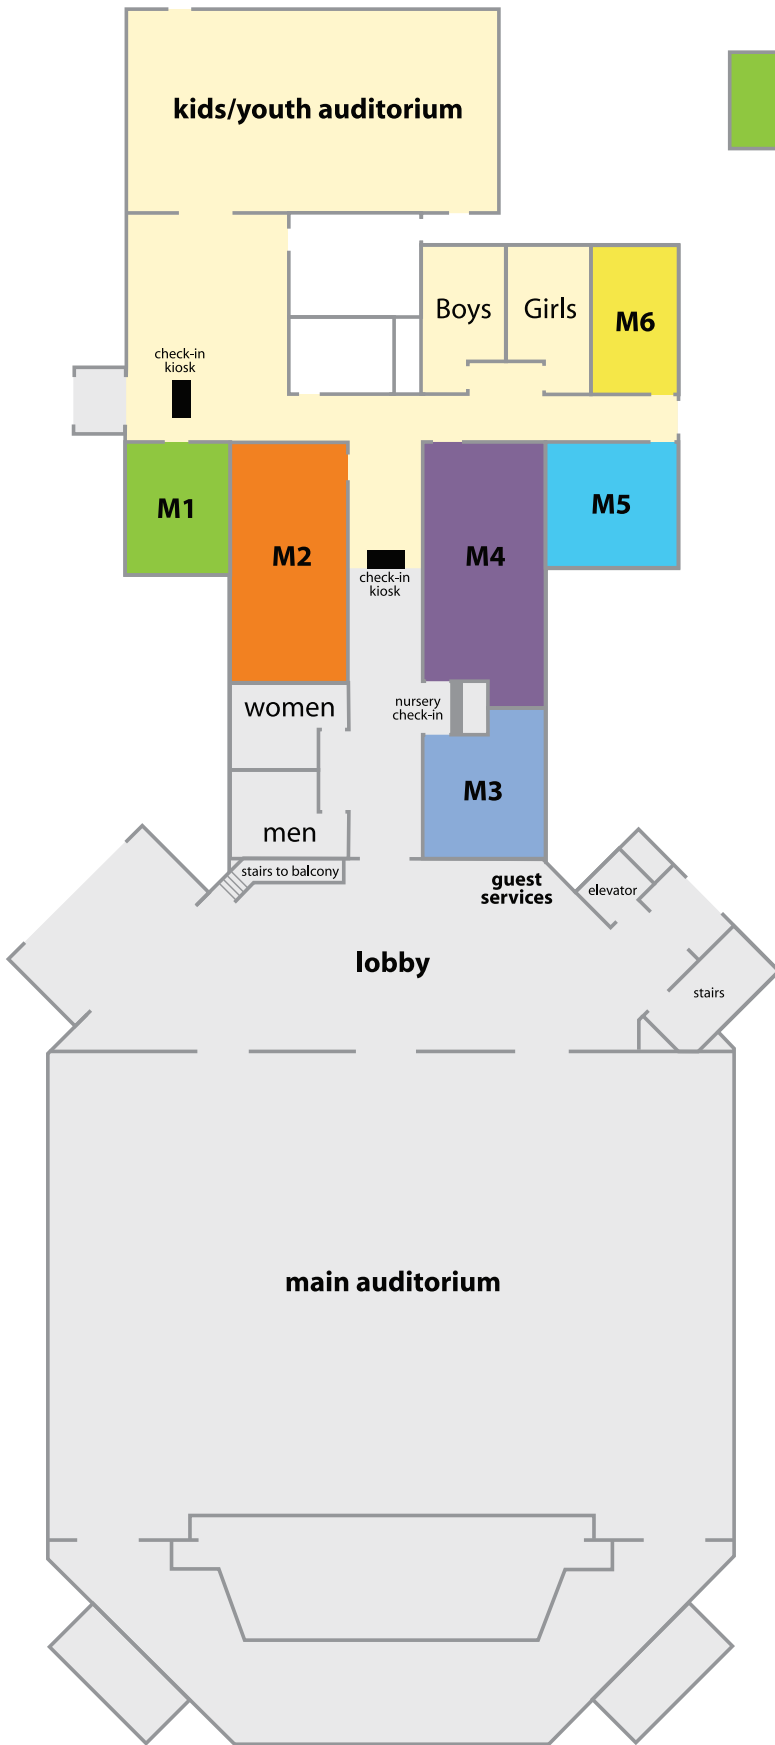 kids/youth auditorium
Boys
Girls
M6
check-in
kiosk
M1
M2
M4
M5
check-in
kiosk
women
nursery
check-in
M3
men
stairs to balcony
guest
services
elevator
lobby
stairs
main auditorium